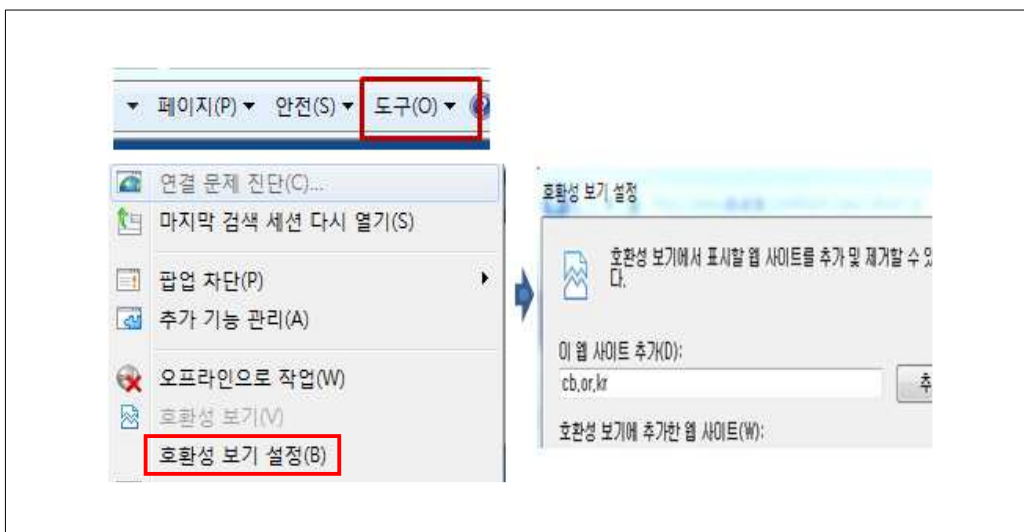 페이지(P) 안전(S) 도구(O)
연결 문제 진단(C)...
마지막 검색 세션 다시 열기(S)
팝업 차단(P)
추가 기능 관리(A)
오프라인으로 작업(W)
호환성 보기(V)
호환성 보기 설정(B)
호환성 보기 설정
호환성 보기에서 표시할 웹 사이트를 추가 및 제거할 수 있
다.
이 웹 사이트 추가(D):
cb,or,kr
추
호환성 보기에 추가한 웹 사이트(W):